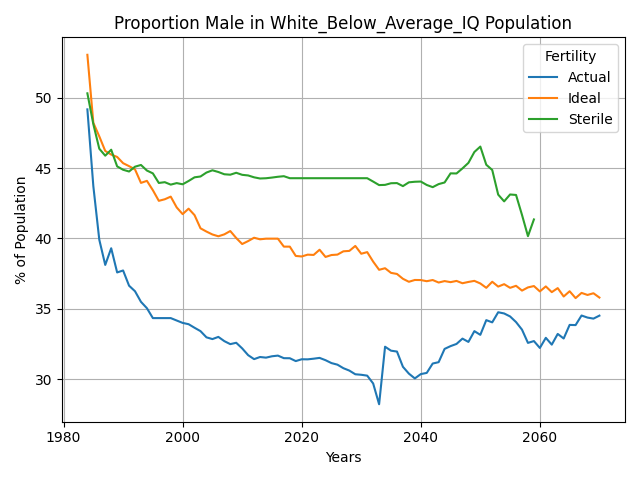 Proportion Male in White_Below_Average_IQ Population
Fertility
Actual
Ideal
Sterile
% of Population
50
45
40
35
30
1980
2000
2020
2040
2060
Years